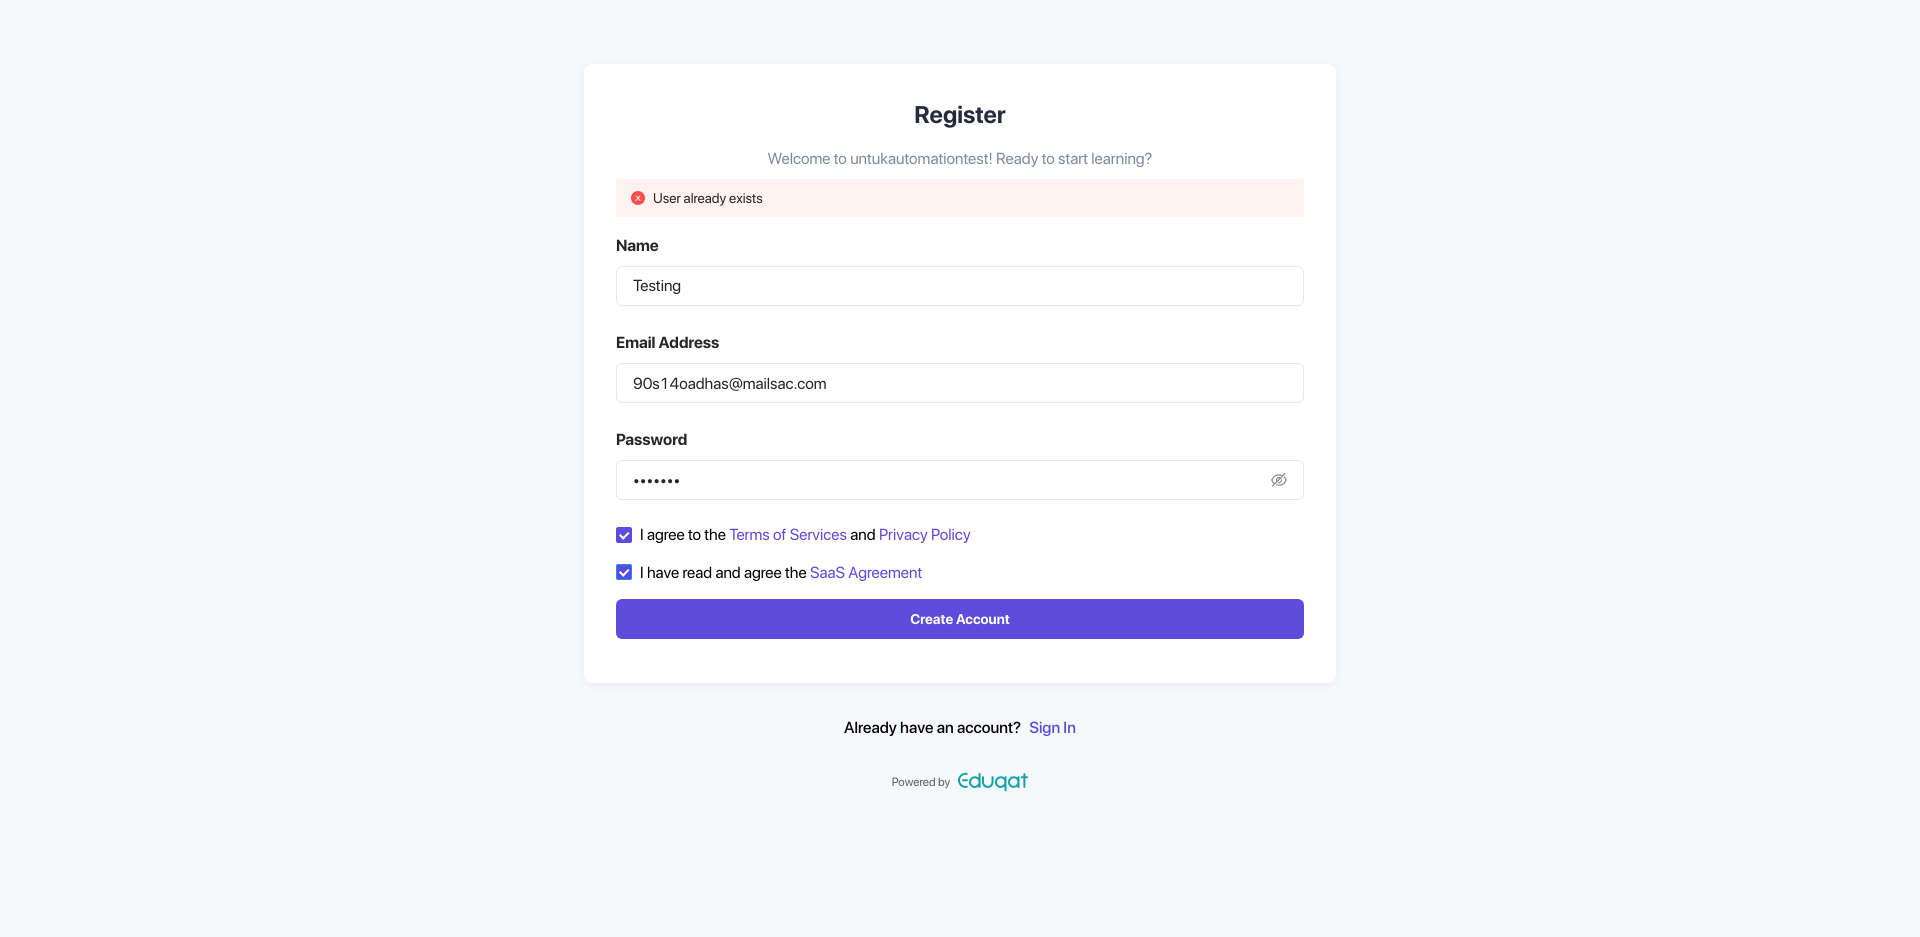 Register
Welcome to untukautomationtest! Ready to start learning?
User already exists
Name
Testing
Email Address
90s14oadhas@mailsac.com
Password
•••••••
I agree to the Terms of Services and Privacy Policy
I have read and agree the SaaS Agreement
Create Account
Already have an account? Sign In
Powered by Eduqat